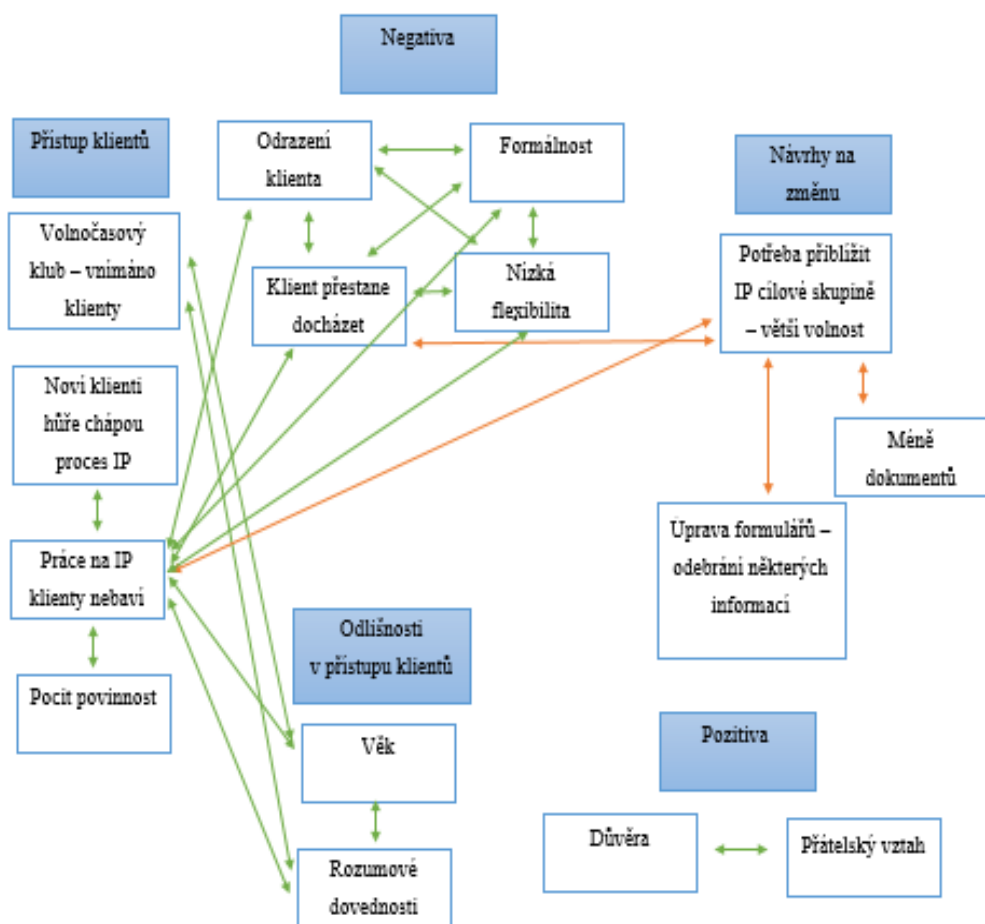 Negativa
Přístup klientů
Odrazení
klienta
Formálnost
Návrhy na
změnu
Volnočasový
klub – vnímáno
klienty
Klient přestane
docházet
Nízká
flexibilita
Potřeba přiblížit
IP cílové skupině
– větší volnost
Noví klienti
hůře chápou
proces IP
Méně
dokumentů
Práce na IP
klienty nebaví
Úprava formulářů –
odebrání některých
informací
Odlišnosti
v přístupu klientů
Pocit povinnost
Věk
Pozitiva
Důvěra
Přátelský vztah
Rozumové
dovednosti